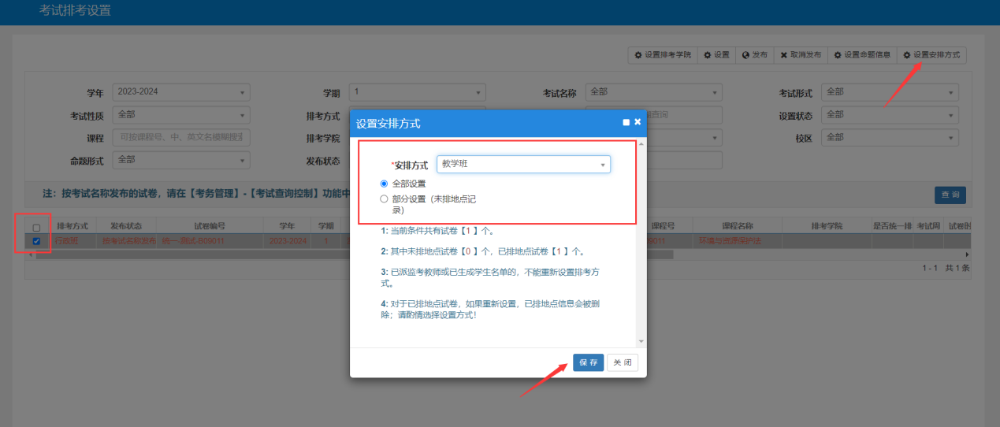 考试排考设置
设置排考学院 设置 发布 取消发布 设置命题信息 设置安排方式
学年 2023-2024 学期 1 考试名称 全部 考试形式 全部
考试性质 全部 排考方式 设置状态 全部
课程 可按课程号、中、英文名模糊搜索 排考学院 校区 全部
命题形式 全部 发布状态
注：按考试名称发布的试卷，请在【考务管理】-【考试查询控制】功能中
查 询
排考方式 发布状态 试卷编号 学年 学期 课程号 课程名称 排考学院 是否统一排 考试周
行政班 按考试名称发布 统一-测试-B09011 2023-2024 1 环境与资源保护法
1 - 1 共 1 条
设置安排方式
*安排方式 教学班
全部设置
部分设置（未排地点记
录）
1: 当前条件共有试卷【1 】个。
2: 其中未排地点试卷【0 】个，已排地点试卷【1 】个。
3: 已派监考教师或已生成学生名单的，不能重新设置排考方
式。
4: 对于已排地点试卷，如果重新设置，已排地点信息会被删
除；请酌情选择设置方式！
保 存 关 闭